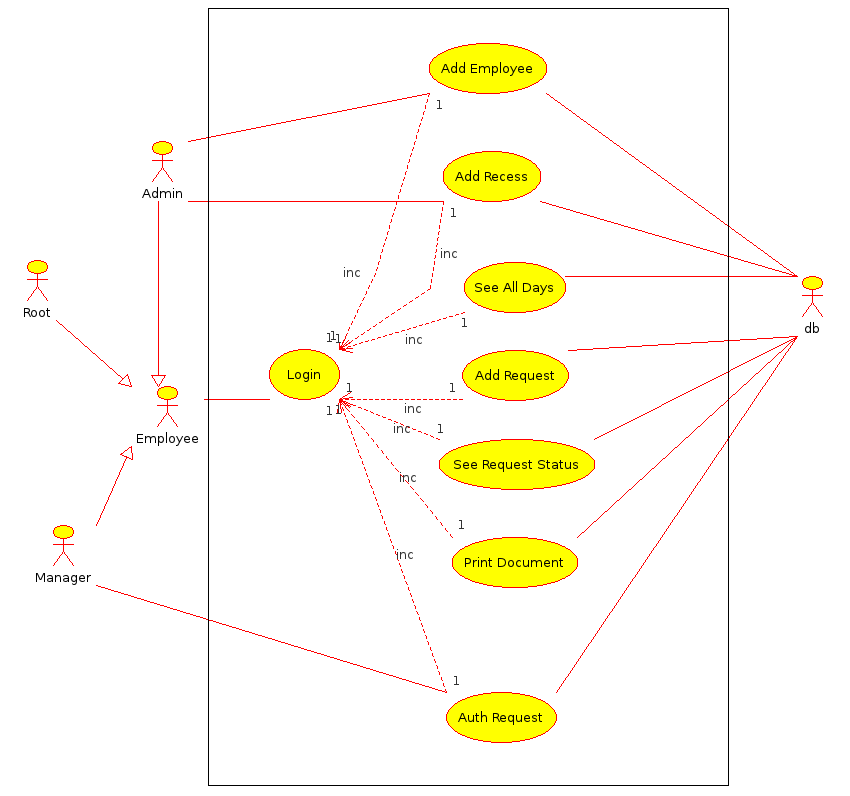 Add Employee
1
Admin
Add Recess
1
inc
Root
inc
See All Days
1
db
inc
1
1
1
Login
1
Add Request
1
inc
Employee
1
1
1
inc
1
See Request Status
inc
1
Manager
Print Document
inc
1
Auth Request